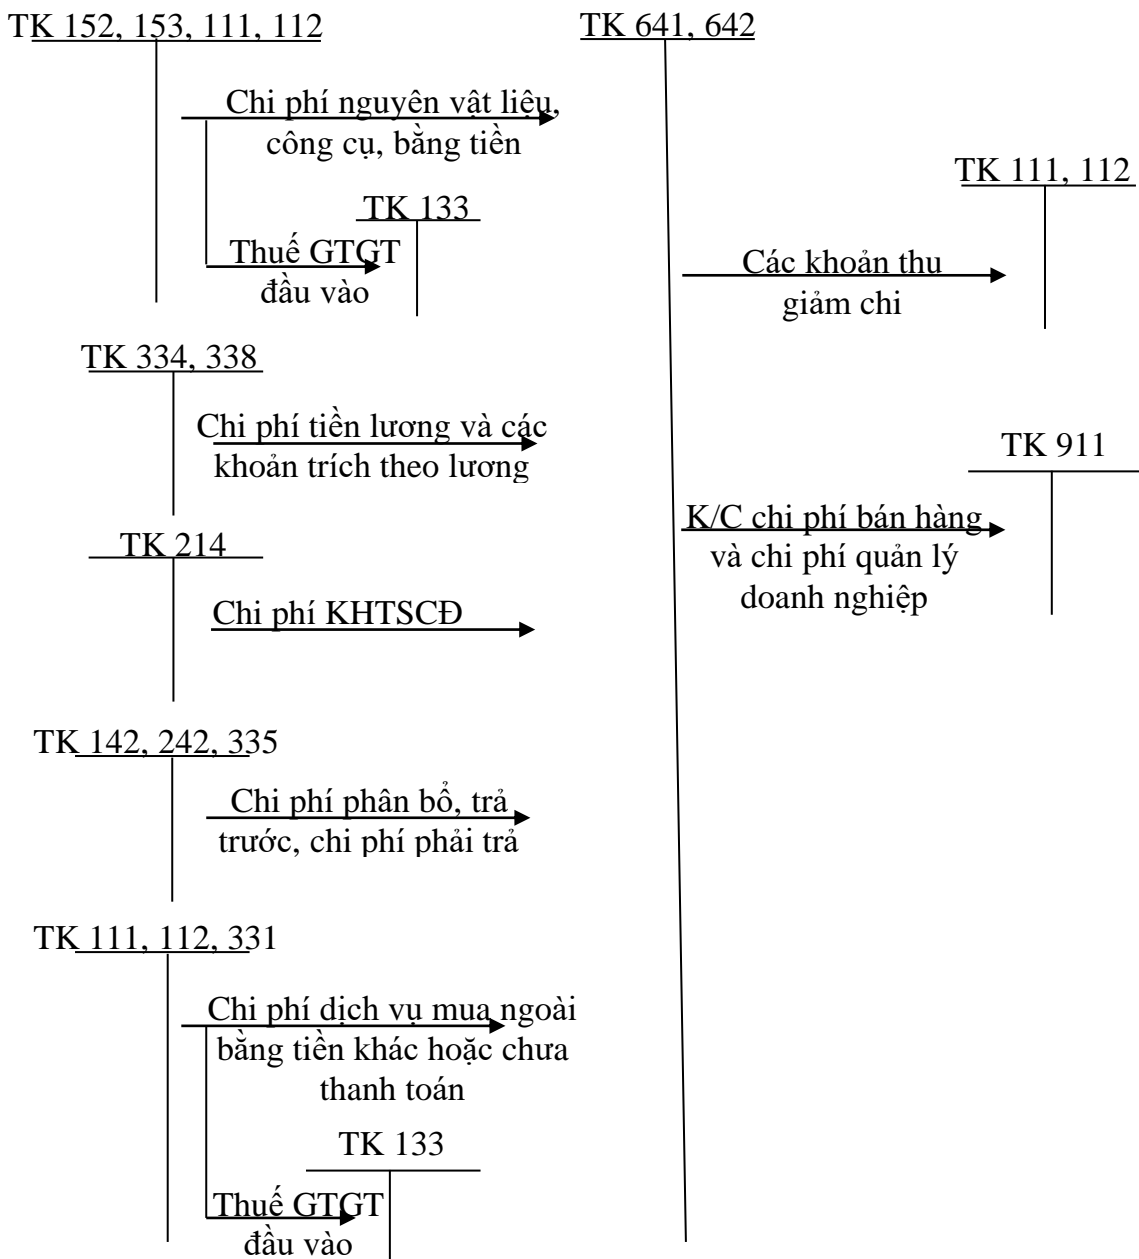 TK 152, 153, 111, 112
TK 641, 642
Chi phí nguyên vật liệu,
công cụ, bằng tiền
TK 111, 112
TK 133
Thuế GTGT
đầu vào
Các khoản thu
giảm chi
TK 334, 338
Chi phí tiền lương và các
khoản trích theo lương
TK 911
K/C chi phí bán hàng
và chi phí quản lý
doanh nghiệp
TK 214
Chi phí KHTSCĐ
TK 142, 242, 335
Chi phí phân bổ, trả
trước, chi phí phải trả
TK 111, 112, 331
Chi phí dịch vụ mua ngoài
bằng tiền khác hoặc chưa
thanh toán
TK 133
Thuế GTGT
đầu vào